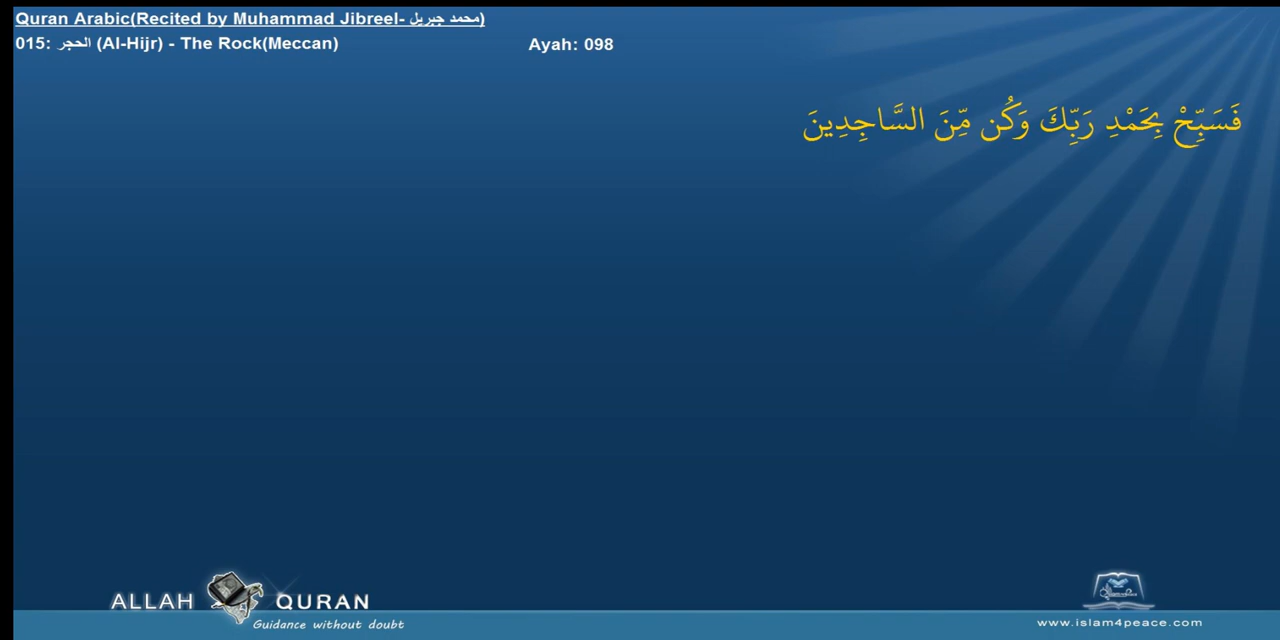 Quran Arabic(Recited by Muhammad Jibreel- محمد جبريل)
015: الحجر (Al-Hijr) - The Rock(Meccan)
Ayah: 098
فَسَبِّحْ بِحَمْدِ رَبِّكَ وَكُن مِّنَ السَّاجِدِينَ
ALLAH QURAN
Guidance without doubt
www.islam4peace.com